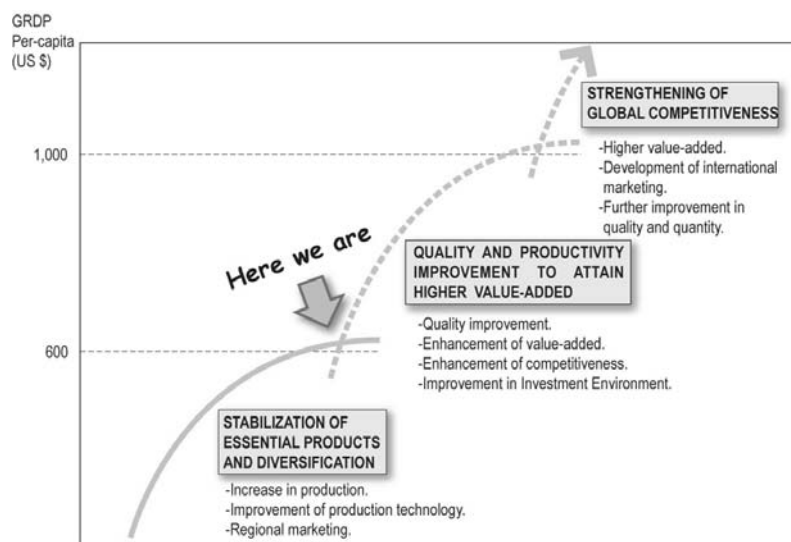 GRDP
Per-capita
(US $)
STRENGTHENING OF
GLOBAL COMPETITIVENESS
1,000
-Higher value-added.
-Development of international
marketing.
-Further improvement in
quality and quantity.
Here we are
QUALITY AND PRODUCTIVITY
IMPROVEMENT TO ATTAIN
HIGHER VALUE-ADDED
600
-Quality improvement.
-Enhancement of value-added.
-Enhancement of competitiveness.
-Improvement in Investment Environment.
STABILIZATION OF
ESSENTIAL PRODUCTS
AND DIVERSIFICATION
-Increase in production.
-Improvement of production technology.
-Regional marketing.